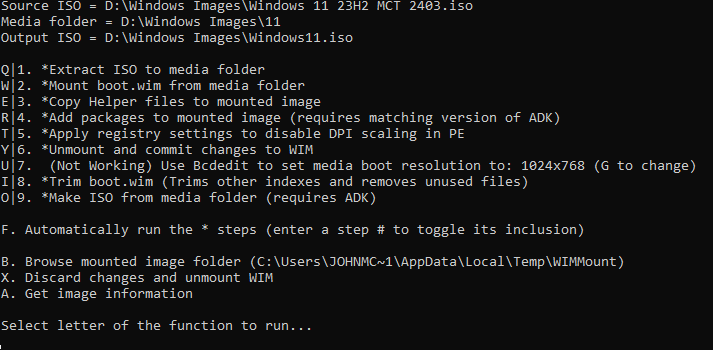 Source ISO = D:\Windows Images\Windows 11 23H2 MCT 2403.iso
Media folder = D:\Windows Images\11
Output ISO = D:\Windows Images\Windows11.iso
Q|1. *Extract ISO to media folder
W|2. *Mount boot.wim from media folder
E|3. *Copy Helper files to mounted image
R|4. *Add packages to mounted image (requires matching version of ADK)
T|5. *Apply registry settings to disable DPI scaling in PE
Y|6. *Unmount and commit changes to WIM
U|7.  (Not Working) Use Bcdedit to set media boot resolution to: 1024x768 (G to change)
I|8. *Trim boot.wim (Trims other indexes and removes unused files)
O|9. *Make ISO from media folder (requires ADK)
F. Automatically run the * steps (enter a step # to toggle its inclusion)
B. Browse mounted image folder (C:\Users\JOHNMC~1\AppData\Local\Temp\WIMMount)
X. Discard changes and unmount WIM
A. Get image information
Select letter of the function to run...